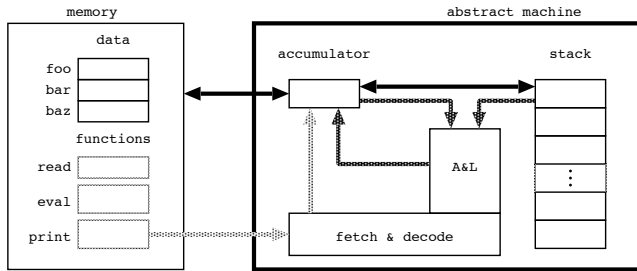 memory
abstract machine
data
accumulator
stack
foo
bar
baz
functions
read
A&L
eval
print
fetch & decode